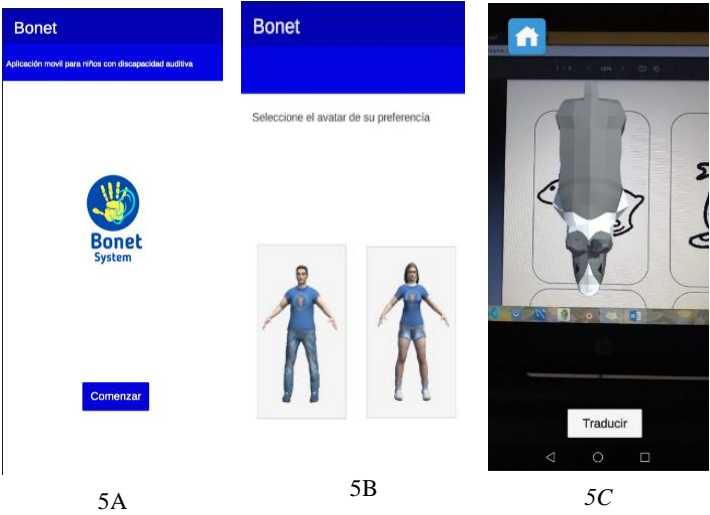 Bonet
Aplicación movil para niños con discapacidad auditiva
Bonet
System
Comenzar
5A
Bonet
Seleccione el avatar de su preferencia
5B
Traducir
5C